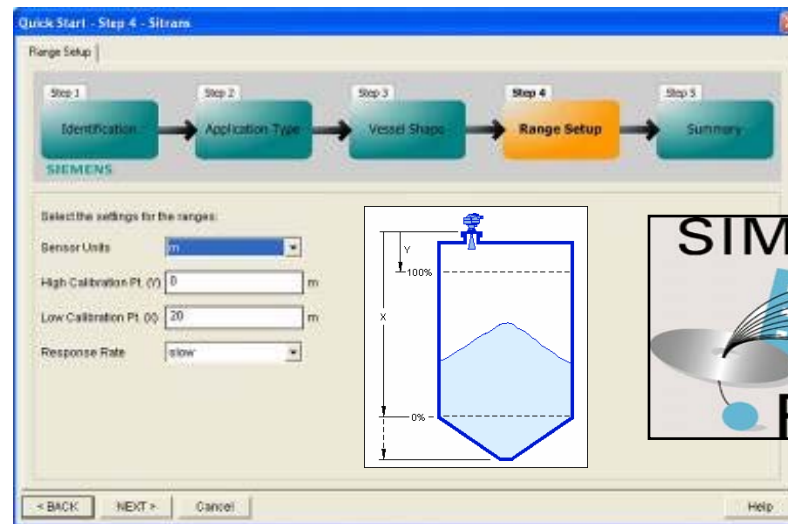 Quick Start - Step 4 - Sitrans
Range Setup
Step 1
Step 2
Step 3
Step 4
Step 5
Identification
Application Type
Vessel Shape
Range Setup
Summary
SIEMENS
Select the settings for the ranges:
Sensor Units
m
High Calibration Pt. (Y)
0
m
Low Calibration Pt. (X)
20
m
Response Rate
slow
Y
100%
X
0%
SIM
< BACK
NEXT >
Cancel
Help